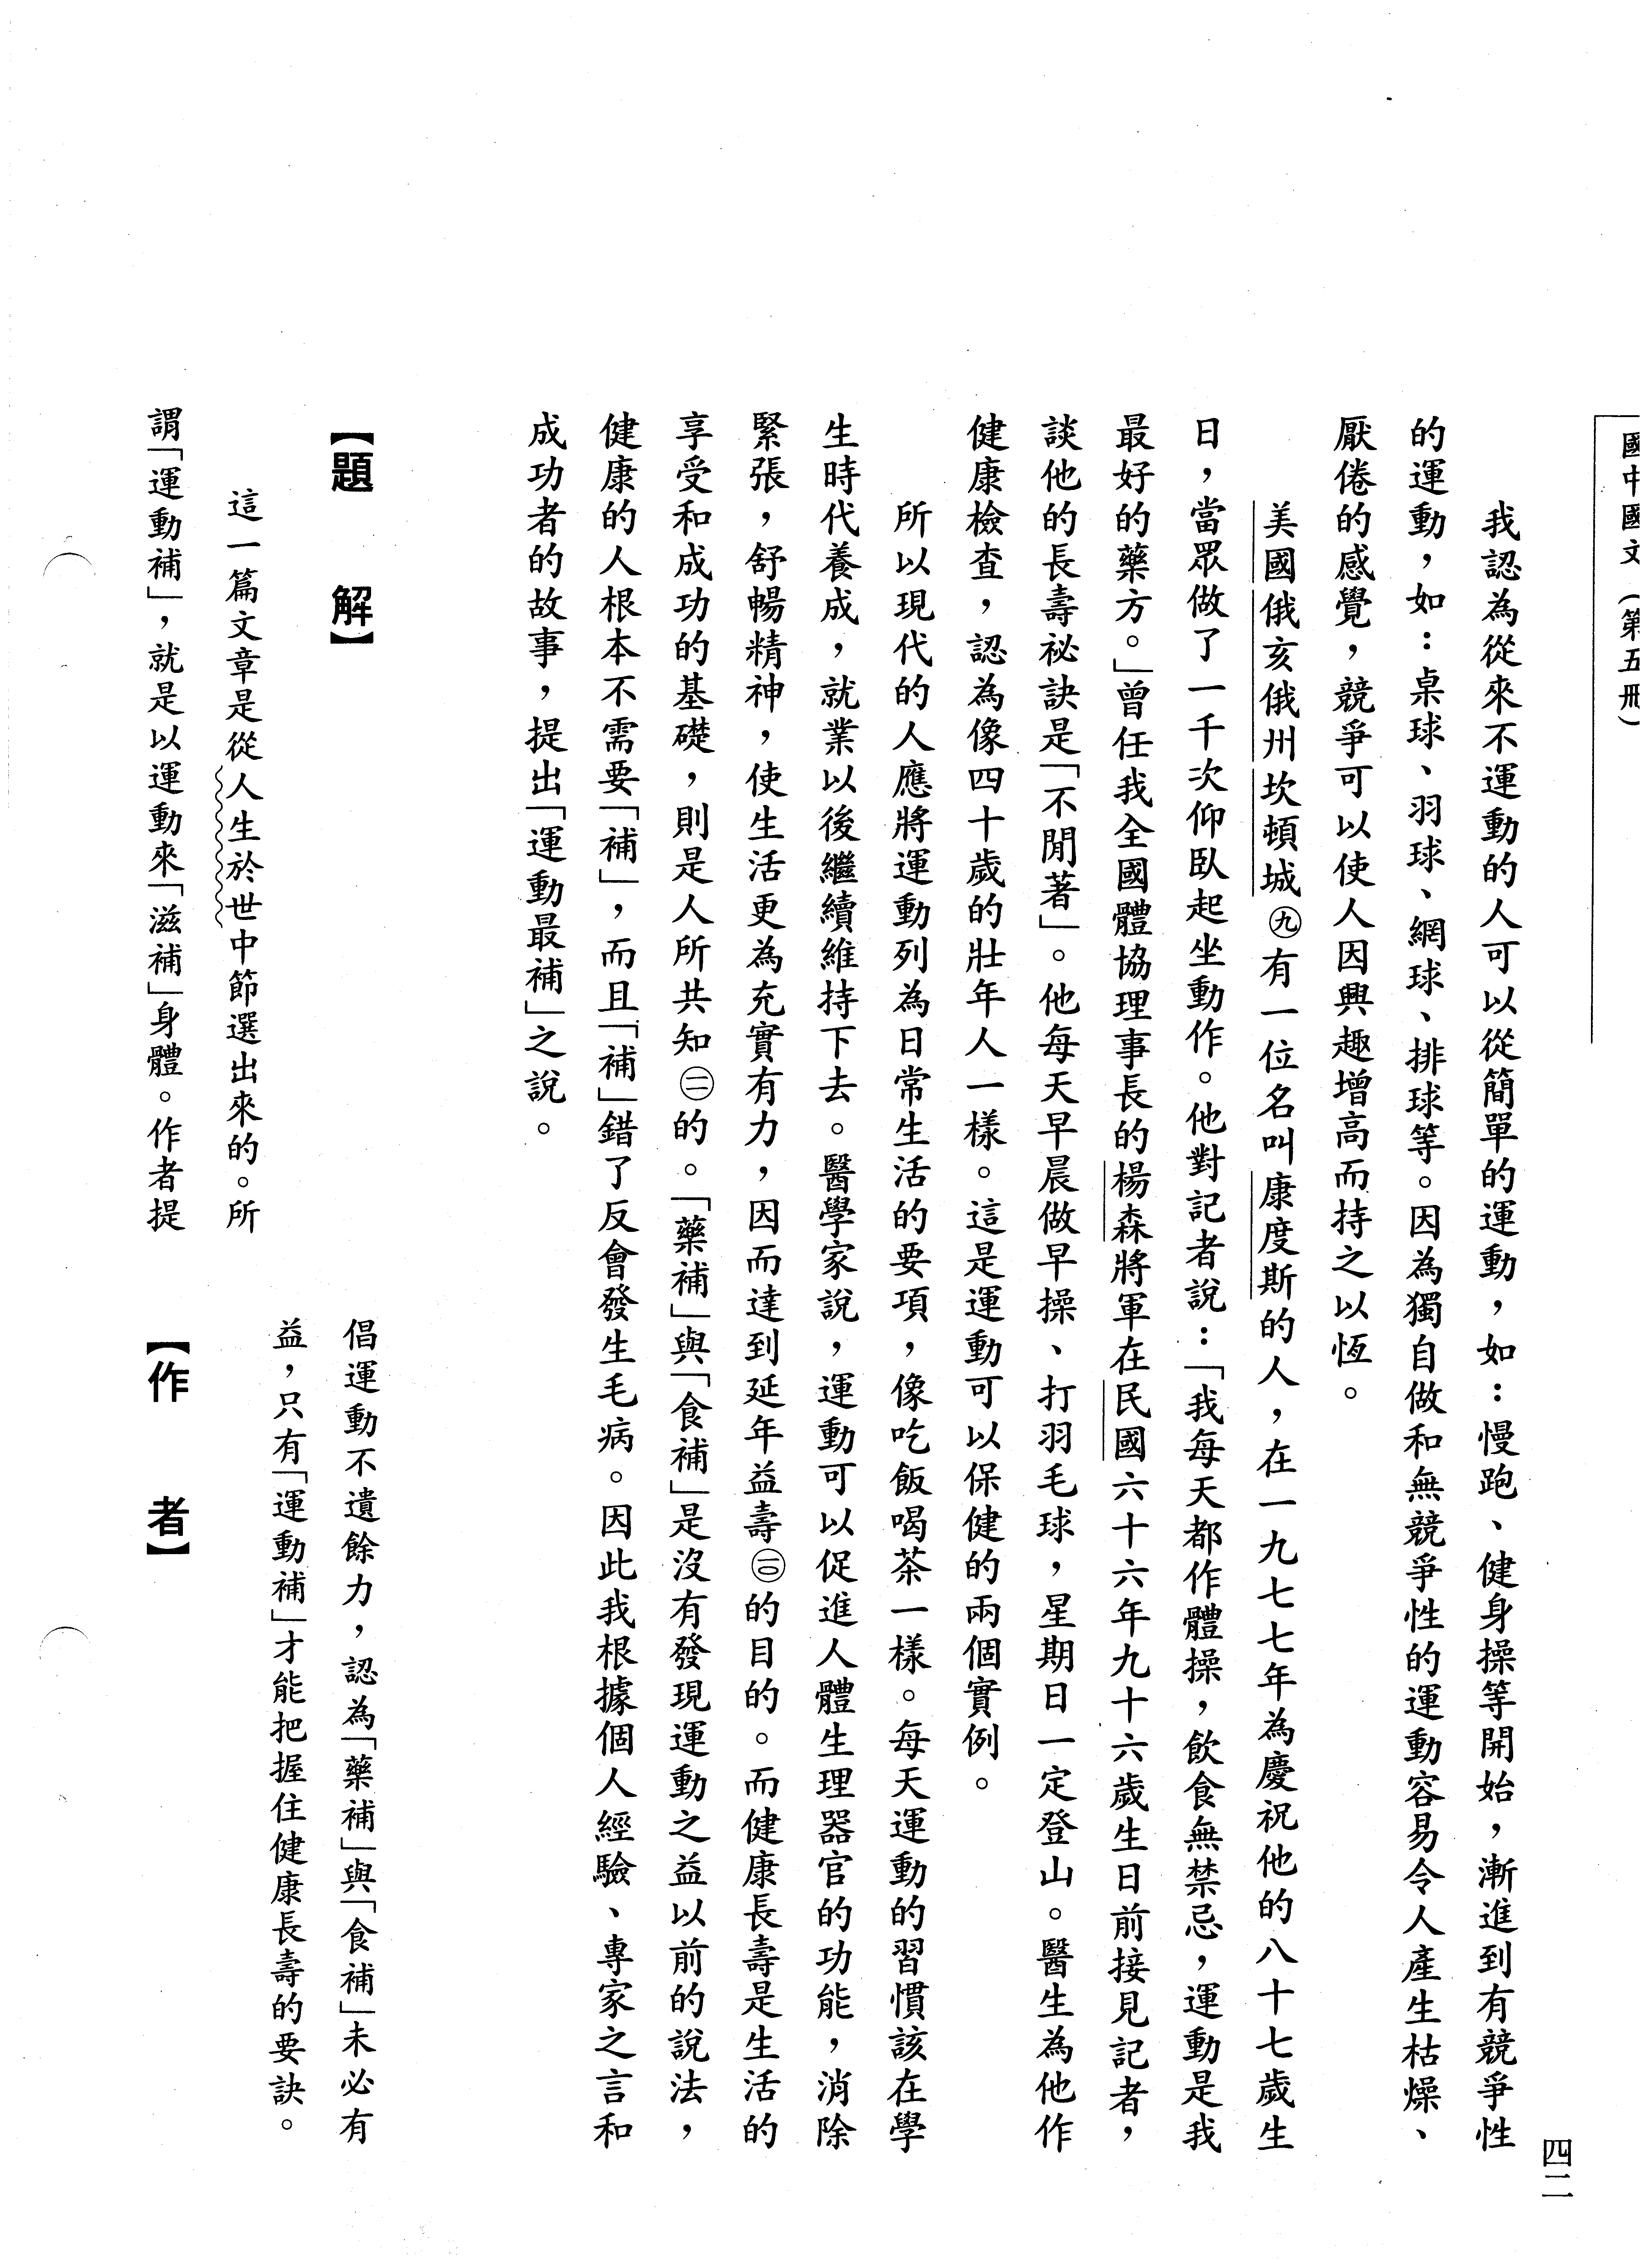 國中國文(第五冊)
四二
我認為從來不運動的人可以從簡單的運動，如：慢跑、健身操等開始，漸進到有競爭性
的運動，如：桌球、羽球、網球、排球等。因為獨自做和無競爭性的運動容易令人產生枯燥、
厭倦的感覺，競爭可以使人因興趣增高而持之以恆。
美國俄亥俄州坎頓城㊈有一位名叫康度斯的人，在一九七七年為慶祝他的八十七歲生
日，當眾做了一千次仰臥起坐動作。他對記者說：「我每天都作體操，飲食無禁忌，運動是我
最好的藥方。」曾任我全國體協理事長的楊森將軍在民國六十六年九十六歲生日前接見記者，
談他的長壽祕訣是「不閒著」。他每天早晨做早操、打羽毛球，星期日一定登山。醫生為他作
健康檢查，認為像四十歲的壯年人一樣。這是運動可以保健的兩個實例。
所以現代的人應將運動列為日常生活的要項，像吃飯喝茶一樣。每天運動的習慣該在學
生時代養成，就業以後繼續維持下去。醫學家說，運動可以促進人體生理器官的功能，消除
緊張，舒暢精神，使生活更為充實有力，因而達到延年益壽㊀㊉的目的。而健康長壽是生活的
享受和成功的基礎，則是人所共知㊁的。「藥補」與「食補」是沒有發現運動之益以前的說法，
健康的人根本不需要「補」，而且「補」錯了反會發生毛病。因此我根據個人經驗、專家之言和
成功者的故事，提出「運動最補」之說。
【題解】
這一篇文章是從人生於世中節選出來的。所
謂「運動補」，就是以運動來「滋補」身體。作者提
倡運動不遺餘力，認為「藥補」與「食補」未必有
益，只有「運動補」才能把握住健康長壽的要訣。
【作者】